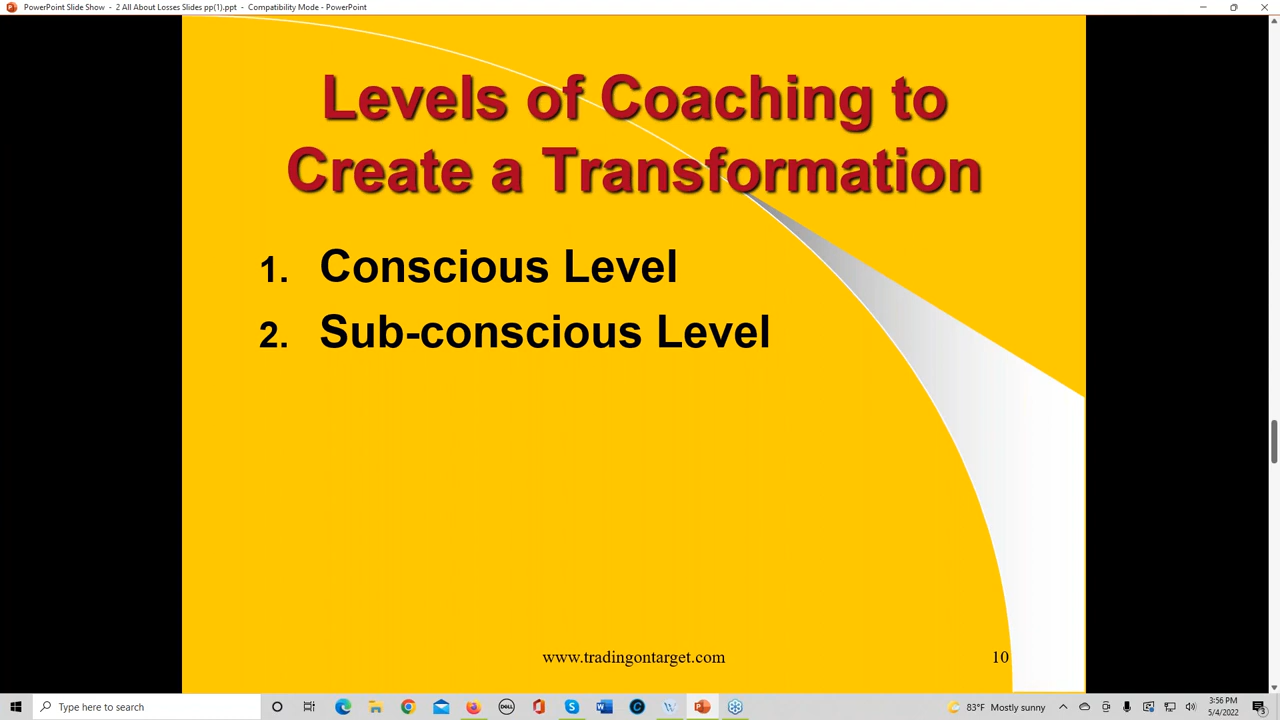 PowerPoint Slide Show - 2 All About Losses Slides pp(1).ppt - Compatibility Mode - PowerPoint
Levels of Coaching to
Create a Transformation
1. Conscious Level
2. Sub-conscious Level
www.tradingontarget.com
10
Type here to search
DELL
83°F Mostly sunny
3:56 PM
5/4/2022
3